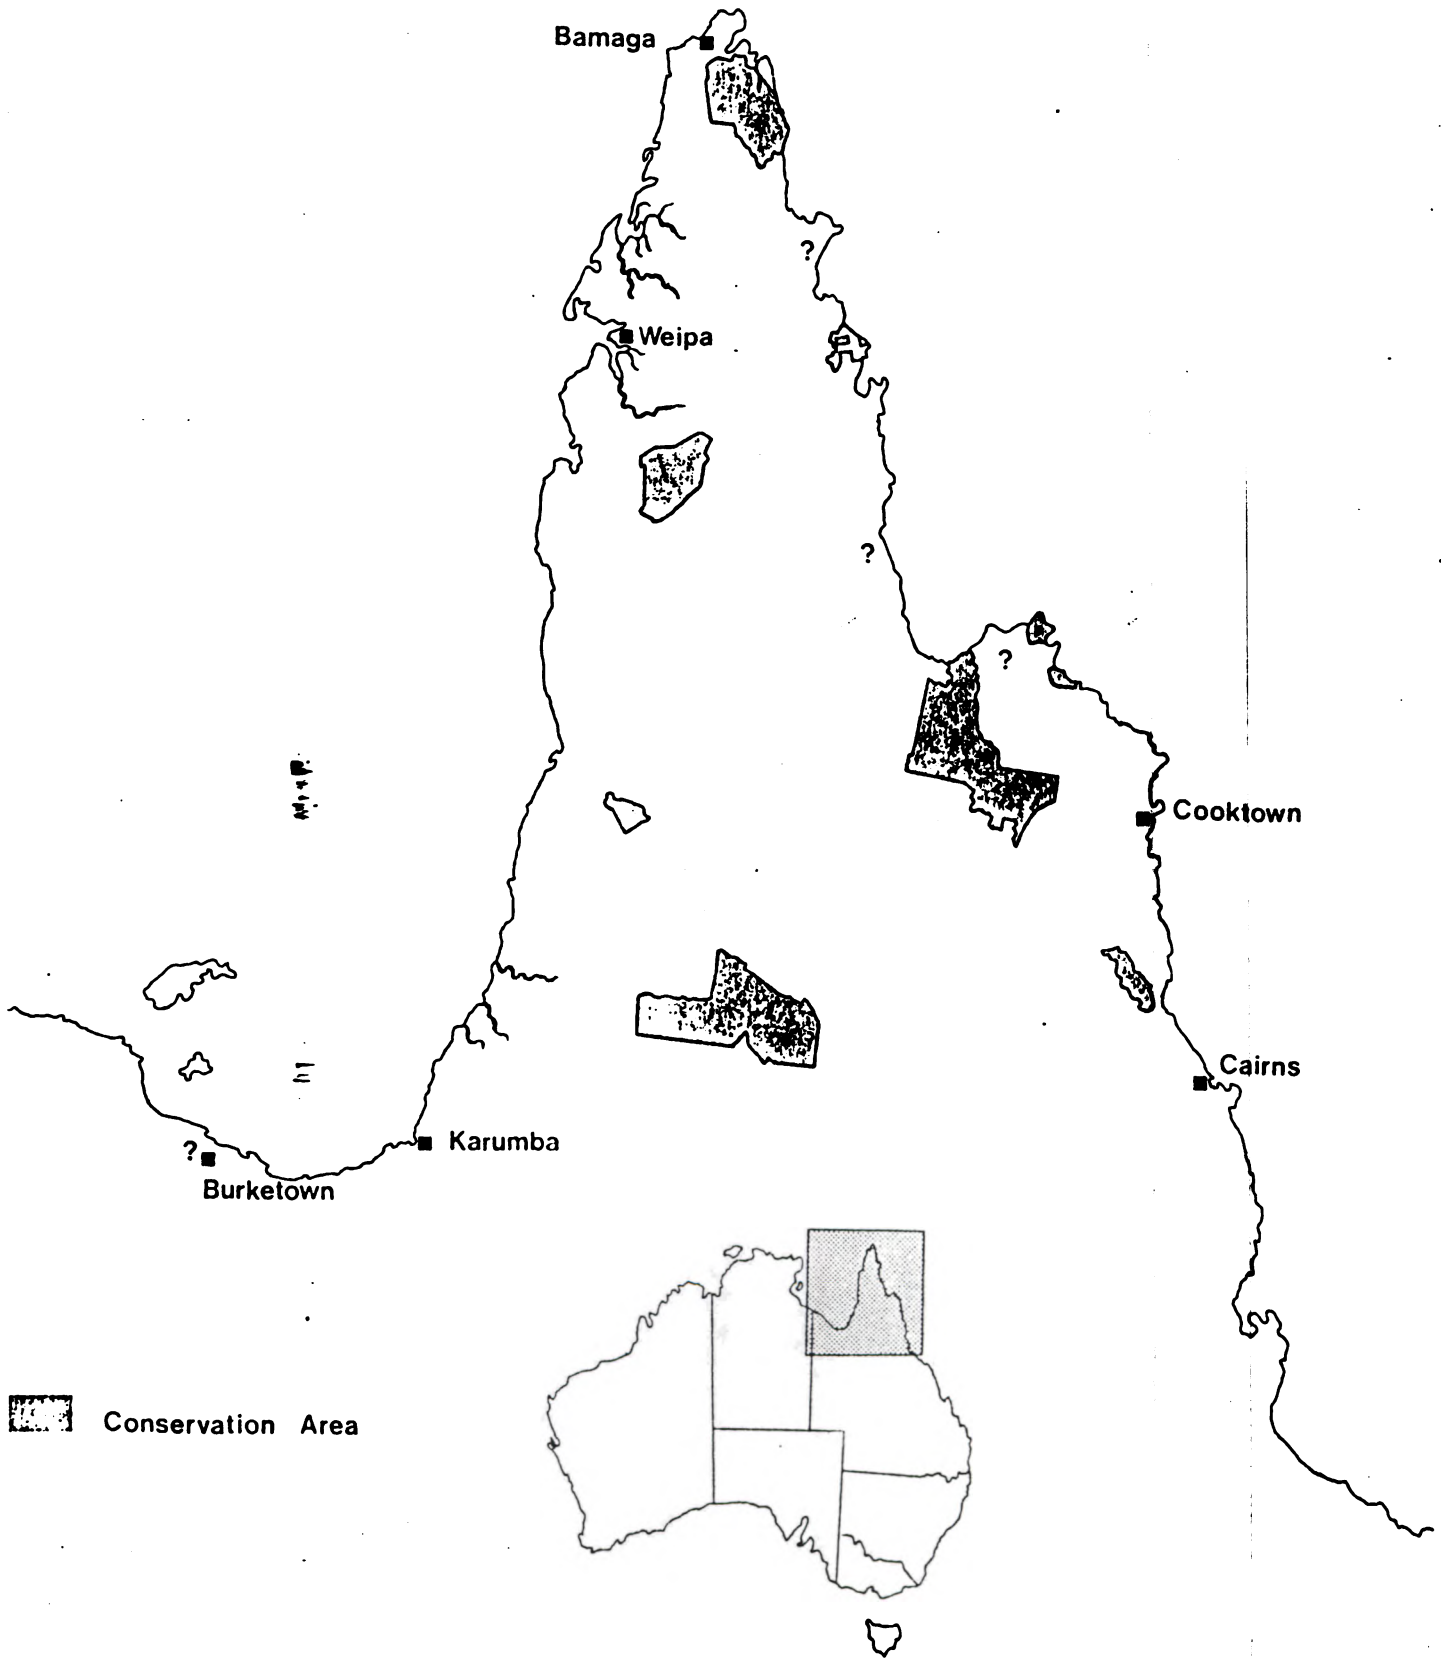 Bamaga
?
Weipa
?
?
Cooktown
Cairns
Karumba
?
Burketown
Conservation Area